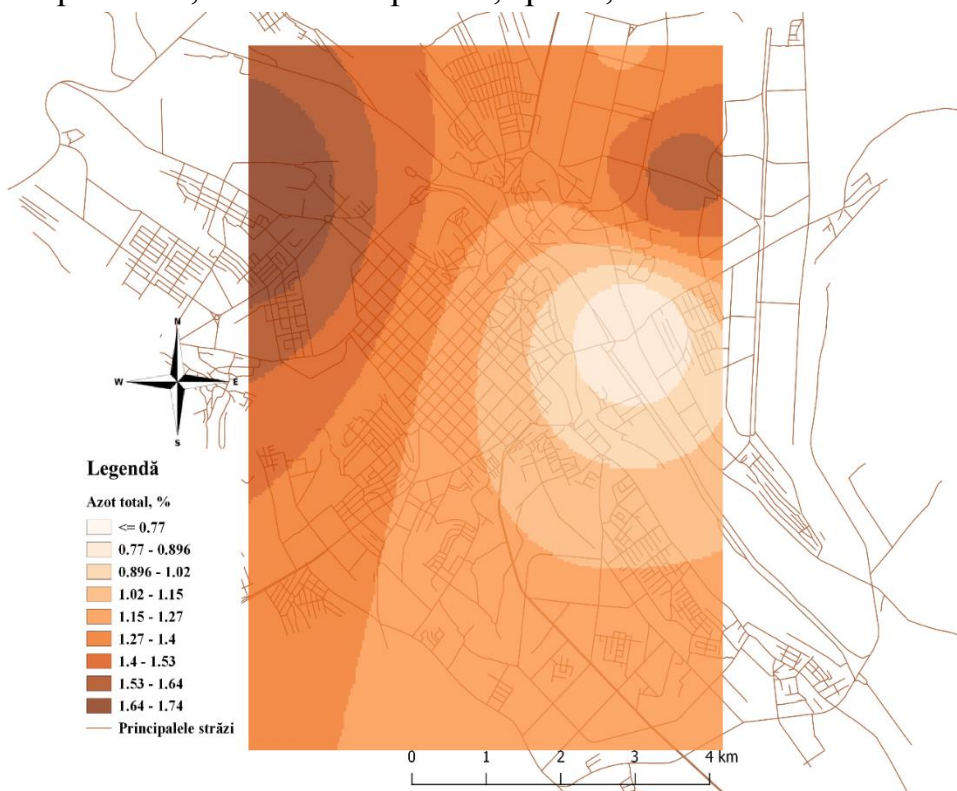 N
W E
S
Legendă
Azot total, %
<= 0.77
0.77 - 0.896
0.896 - 1.02
1.02 - 1.15
1.15 - 1.27
1.27 - 1.4
1.4 - 1.53
1.53 - 1.64
1.64 - 1.74
Principalele străzi
0 1 2 3 4 km